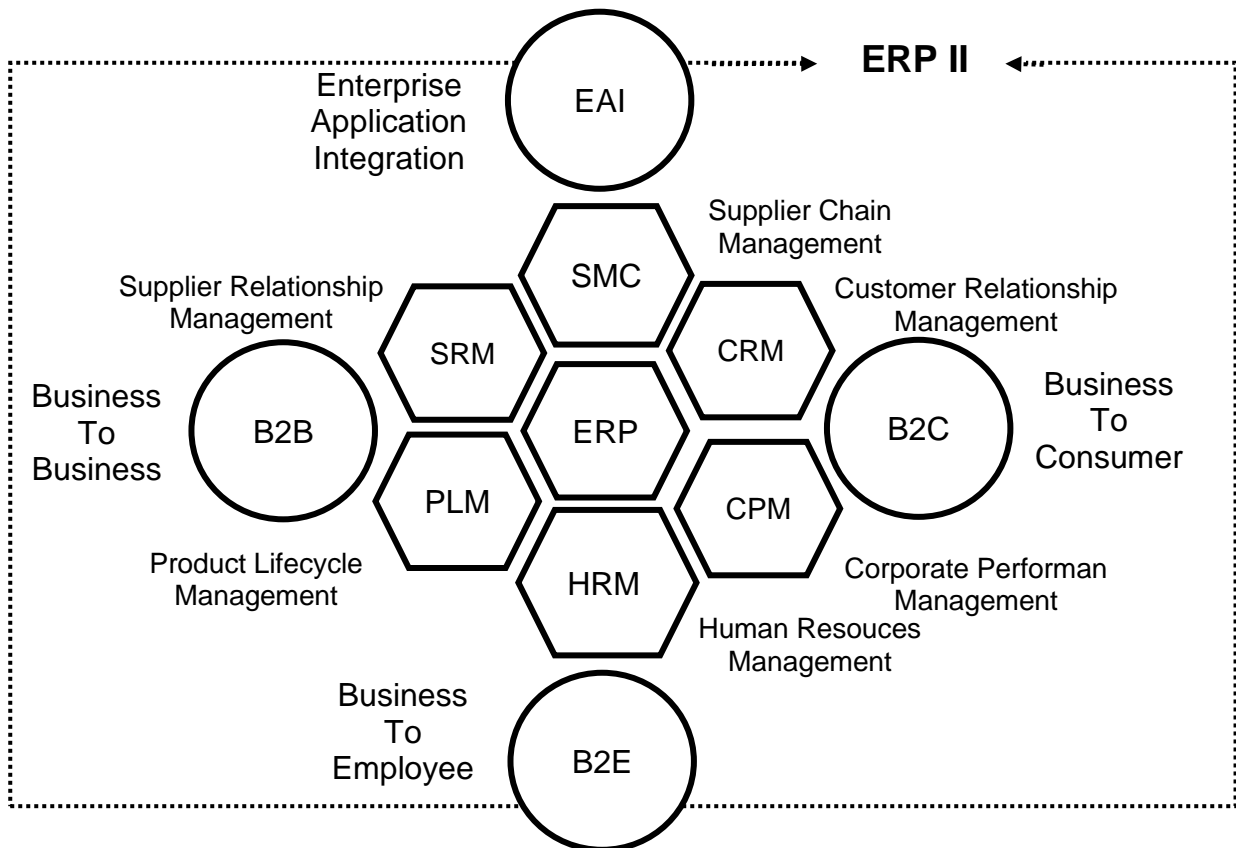 ERP II
Enterprise
Application
Integration
EAI
Supplier Chain
Management
SMC
Supplier Relationship
Management
Customer Relationship
Management
SRM
CRM
Business
To
Business
B2B
ERP
B2C
Business
To
Consumer
PLM
CPM
Product Lifecycle
Management
HRM
Corporate Performan
Management
Human Resouces
Management
Business
To
Employee
B2E